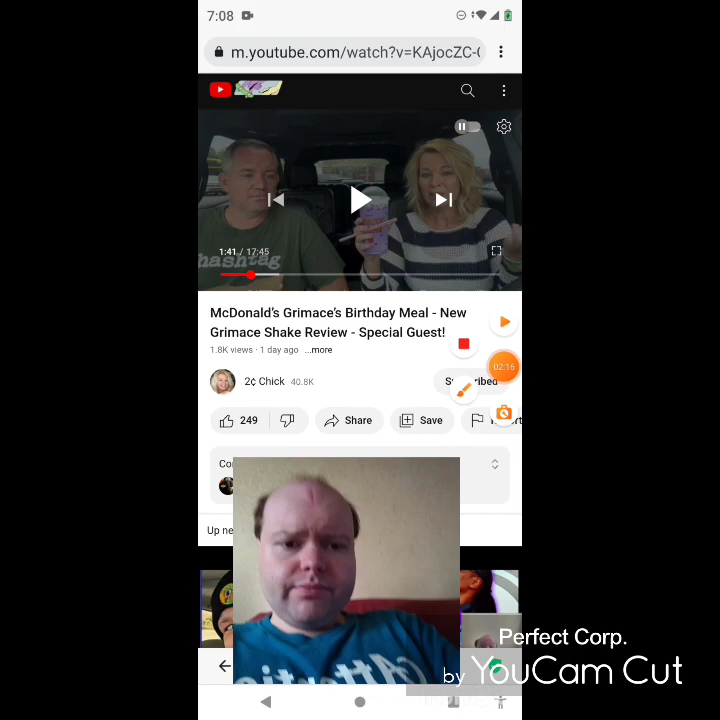 7:08
m.youtube.com/watch?v=KAjocZC-
1:41 / 17:45
hashtag
McDonald's Grimace's Birthday Meal - New
Grimace Shake Review - Special Guest!
1.8K views · 1 day ago ...more
2¢ Chick 40.8K
02:16
249 Share Save
Up ne
Perfect Corp.
by YouCam Cut